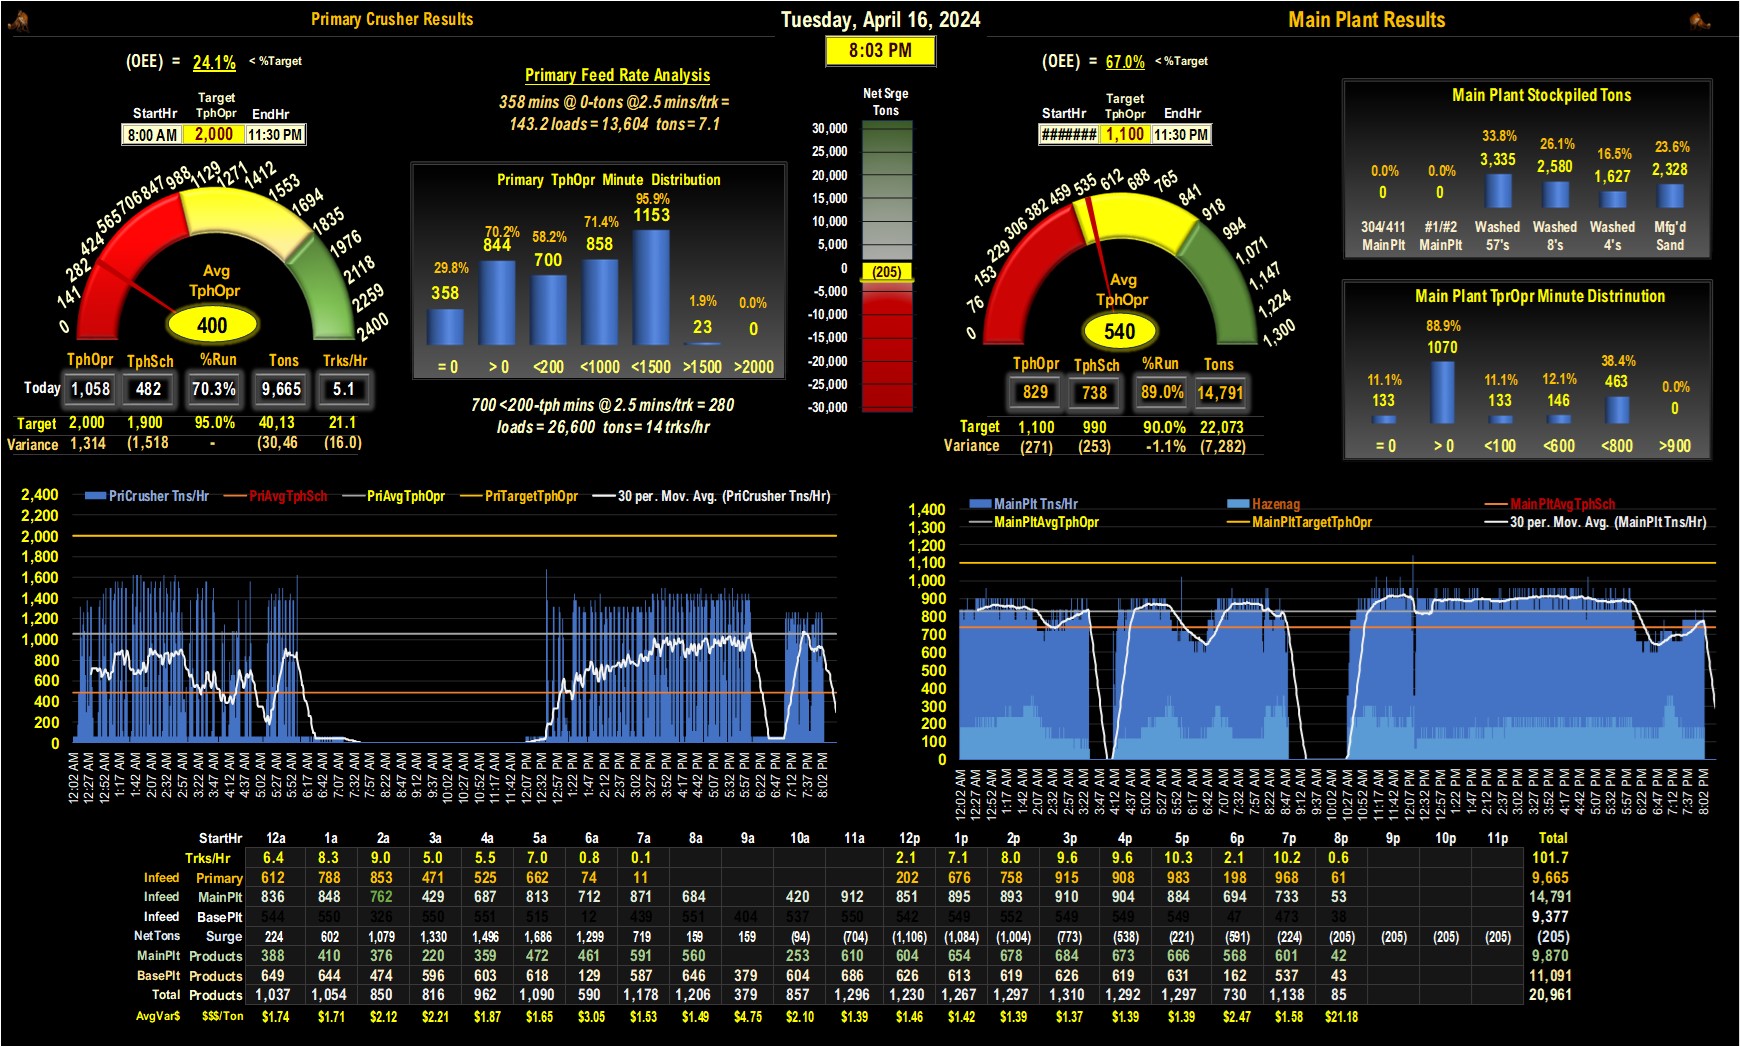 Primary Crusher Results
Tuesday, April 16, 2024
Main Plant Results
8:03 PM
(OEE) = 24.1% < %Target
StartHr Target TphOpr EndHr
8:00 AM 2,000 11:30 PM
0 141 282 424 565 706 847 988 1129 1271 1412 1553 1694 1835 1976 2118 2259 2400
Avg
TphOpr
400
TphOpr TphSch %Run Tons Trks/Hr
Today 1,058 482 70.3% 9,665 5.1
Target 2,000 1,900 95.0% 40,13 21.1
Variance 1,314 (1,518 - (30,46 (16.0)
Primary Feed Rate Analysis
358 mins @ 0-tons @2.5 mins/trk =
143.2 loads = 13,604 tons = 7.1
Primary TphOpr Minute Distribution
29.8% 70.2% 58.2% 71.4% 95.9% 1.9% 0.0%
358 844 700 858 1153 23 0
= 0 > 0 <200 <1000 <1500 >1500 >2000
700 <200-tph mins @ 2.5 mins/trk = 280
loads = 26,600 tons = 14 trks/hr
Net Srge
Tons
30,000
25,000
20,000
15,000
10,000
5,000
0
(205)
-5,000
-10,000
-15,000
-20,000
-25,000
-30,000
(OEE) = 67.0% < %Target
StartHr Target TphOpr EndHr
####### 1,100 11:30 PM
0 76 153 229 306 382 459 535 612 688 765 841 918 994 1,071 1,147 1,224 1,300
Avg
TphOpr
540
TphOpr TphSch %Run Tons
829 738 89.0% 14,791
Target 1,100 990 90.0% 22,073
Variance (271) (253) -1.1% (7,282)
Main Plant Stockpiled Tons
0.0% 0.0% 33.8% 26.1% 16.5% 23.6%
0 0 3,335 2,580 1,627 2,328
304/411 #1/#2 Washed Washed Washed Mfg'd
MainPlt MainPlt 57's 8's 4's Sand
Main Plant TprOpr Minute Distrinution
11.1% 88.9% 11.1% 12.1% 38.4% 0.0%
133 1070 133 146 463 0
= 0 > 0 <100 <600 <800 >900
PriCrusher Tns/Hr PriAvgTphSch PriAvgTphOpr PriTargetTphOpr 30 per. Mov. Avg. (PriCrusher Tns/Hr)
2,400
2,200
2,000
1,800
1,600
1,400
1,200
1,000
800
600
400
200
0
12:02 AM 12:27 AM 12:52 AM 1:17 AM 1:42 AM 2:07 AM 2:32 AM 2:57 AM 3:22 AM 3:47 AM 4:12 AM 4:37 AM 5:02 AM 5:27 AM 5:52 AM 6:17 AM 6:42 AM 7:07 AM 7:32 AM 7:57 AM 8:22 AM 8:47 AM 9:12 AM 9:37 AM 10:02 AM 10:27 AM 10:52 AM 11:17 AM 11:42 AM 12:07 PM 12:32 PM 12:57 PM 1:22 PM 1:47 PM 2:12 PM 2:37 PM 3:02 PM 3:27 PM 3:52 PM 4:17 PM 4:42 PM 5:07 PM 5:32 PM 5:57 PM 6:22 PM 6:47 PM 7:12 PM 7:37 PM 8:02 PM
MainPlt Tns/Hr Hazenag MainPltAvgTphSch
MainPltAvgTphOpr MainPltTargetTphOpr 30 per. Mov. Avg. (MainPlt Tns/Hr)
1,400
1,300
1,200
1,100
1,000
900
800
700
600
500
400
300
200
100
0
12:02 AM 12:27 AM 12:52 AM 1:17 AM 1:42 AM 2:07 AM 2:32 AM 2:57 AM 3:22 AM 3:47 AM 4:12 AM 4:37 AM 5:02 AM 5:27 AM 5:52 AM 6:17 AM 6:42 AM 7:07 AM 7:32 AM 7:57 AM 8:22 AM 8:47 AM 9:12 AM 9:37 AM 10:02 AM 10:27 AM 10:52 AM 11:17 AM 11:42 AM 12:07 PM 12:32 PM 12:57 PM 1:22 PM 1:47 PM 2:12 PM 2:37 PM 3:02 PM 3:27 PM 3:52 PM 4:17 PM 4:42 PM 5:07 PM 5:32 PM 5:57 PM 6:22 PM 6:47 PM 7:12 PM 7:37 PM 8:02 PM
StartHr 12a 1a 2a 3a 4a 5a 6a 7a 8a 9a 10a 11a 12p 1p 2p 3p 4p 5p 6p 7p 8p 9p 10p 11p Total
Trks/Hr 6.4 8.3 9.0 5.0 5.5 7.0 0.8 0.1 2.1 7.1 8.0 9.6 9.6 10.3 2.1 10.2 0.6 101.7
Infeed Primary 612 788 853 471 525 662 74 11 202 676 758 915 908 983 198 968 61 9,665
Infeed MainPlt 836 848 762 429 687 813 712 871 684 420 912 851 895 893 910 904 884 694 733 53 14,791
Infeed BasePlt 544 550 326 550 551 515 12 439 551 404 537 550 542 549 552 549 549 549 47 473 38 9,377
NetTons Surge 224 602 1,079 1,330 1,496 1,686 1,299 719 159 159 (94) (704) (1,106) (1,084) (1,004) (773) (538) (221) (591) (224) (205) (205) (205) (205) (205)
MainPlt Products 388 410 376 220 359 472 461 591 560 253 610 604 654 678 684 673 666 568 601 42 9,870
BasePlt Products 649 644 474 596 603 618 129 587 646 379 604 686 626 613 619 626 619 631 162 537 43 11,091
Total Products 1,037 1,054 850 816 962 1,090 590 1,178 1,206 379 857 1,296 1,230 1,267 1,297 1,310 1,292 1,297 730 1,138 85 20,961
AvgVar$ $$$/Ton $1.74 $1.71 $2.12 $2.21 $1.87 $1.65 $3.05 $1.53 $1.49 $4.75 $2.10 $1.39 $1.46 $1.42 $1.39 $1.37 $1.39 $1.39 $2.47 $1.58 $21.18